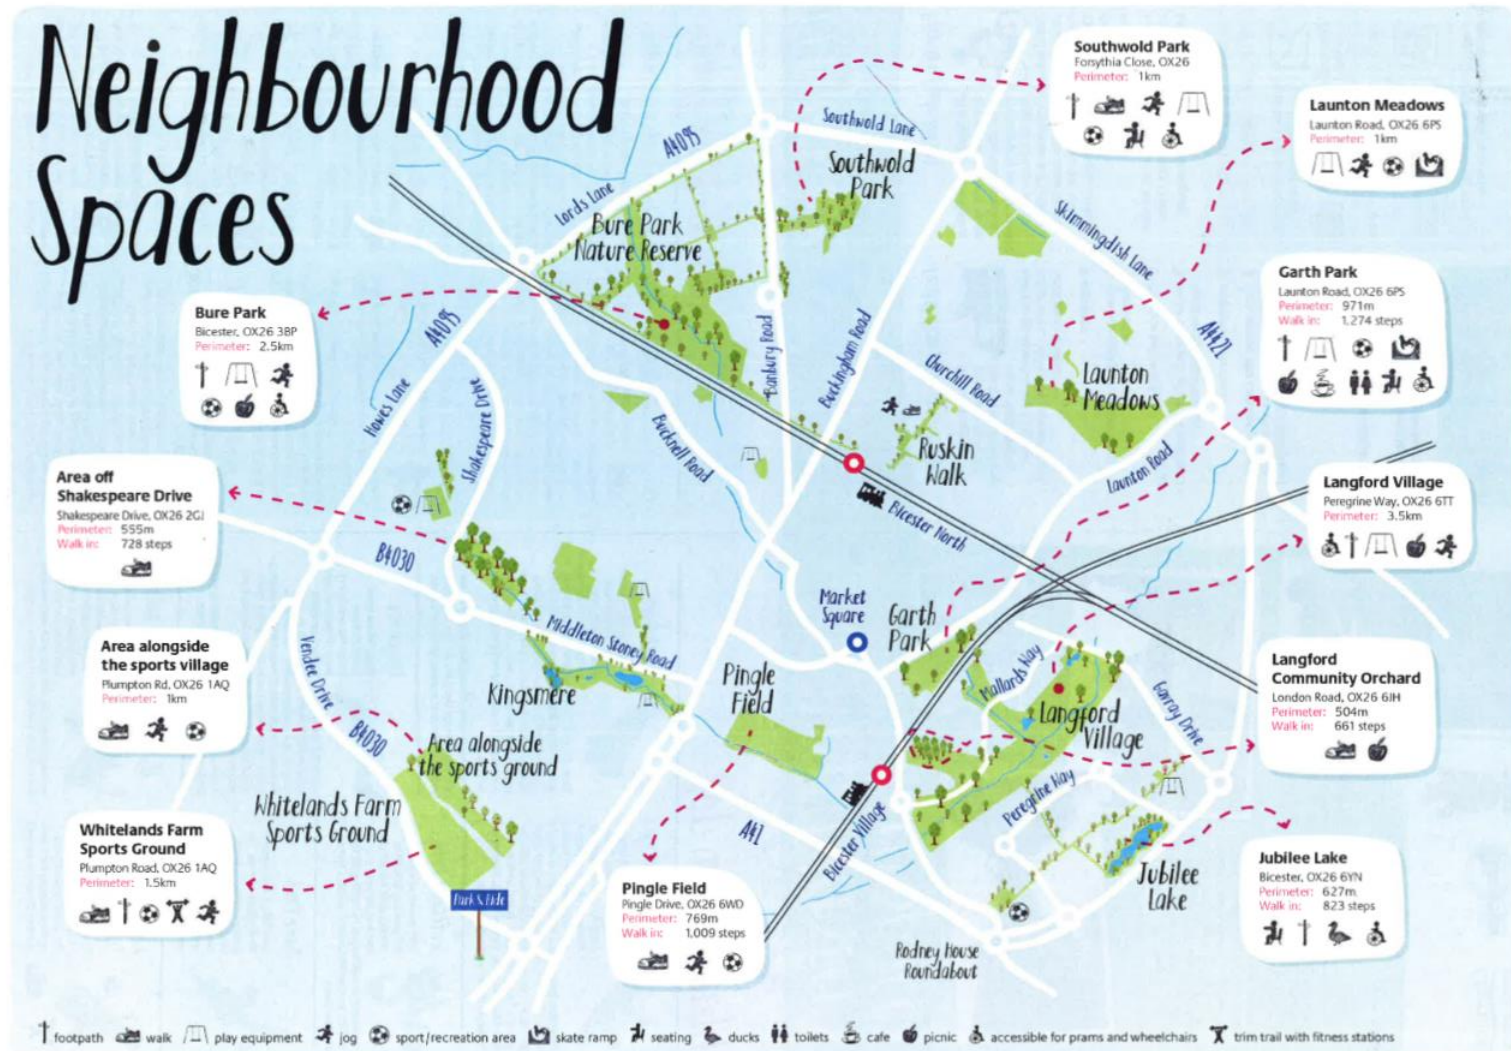 Neighbourhood
Spaces
Southwold Park
Forsythia Close, OX26
Perimeter: 1km
Launton Meadows
Launton Road, OX26 6PS
Perimeter: 1km
Garth Park
Launton Road, OX26 6PS
Perimeter: 971m
Walk in: 1,274 steps
Langford Village
Peregrine Way, OX26 6TT
Perimeter: 3.5km
Langford
Community Orchard
London Road, OX26 6JH
Perimeter: 504m
Walk in: 661 steps
Jubilee Lake
Bicester, OX26 6YN
Perimeter: 627m
Walk in: 823 steps
Bure Park
Bicester, OX26 3BP
Perimeter: 2.5km
Area off
Shakespeare Drive
Shakespeare Drive, OX26 2GJ
Perimeter: 555m
Walk in: 728 steps
Area alongside
the sports village
Plumpton Rd, OX26 1AQ
Perimeter: 1km
Whitelands Farm
Sports Ground
Plumpton Road, OX26 1AQ
Perimeter: 1.5km
Pingle Field
Pingle Drive, OX26 6WD
Perimeter: 769m
Walk in: 1,009 steps
A4095
Lords Lane
Southwold Lane
Southwold
Park
Bure Park
Nature Reserve
Skimmingdish Lane
A4421
A4095
Howes Lane
Shakespeare Drive
Banbury Road
Buckingham Road
Churchill Road
Launton
Meadows
Bucknell Road
Ruskin
Walk
Launton Road
Bicester North
B4030
Middleton Stoney Road
Market
Square
Garth
Park
Vendee Drive
B4030
Kingsmere
Pingle
Field
Mallards Way
Langford
Village
Garray Drive
Area alongside
the sports ground
Whitelands Farm
Sports Ground
Peregrine Way
A41
Bicester Village
Jubilee
Lake
Park & Ride
Rodney House
Roundabout
footpath walk play equipment jog sport/recreation area skate ramp seating ducks toilets cafe picnic accessible for prams and wheelchairs trim trail with fitness stations